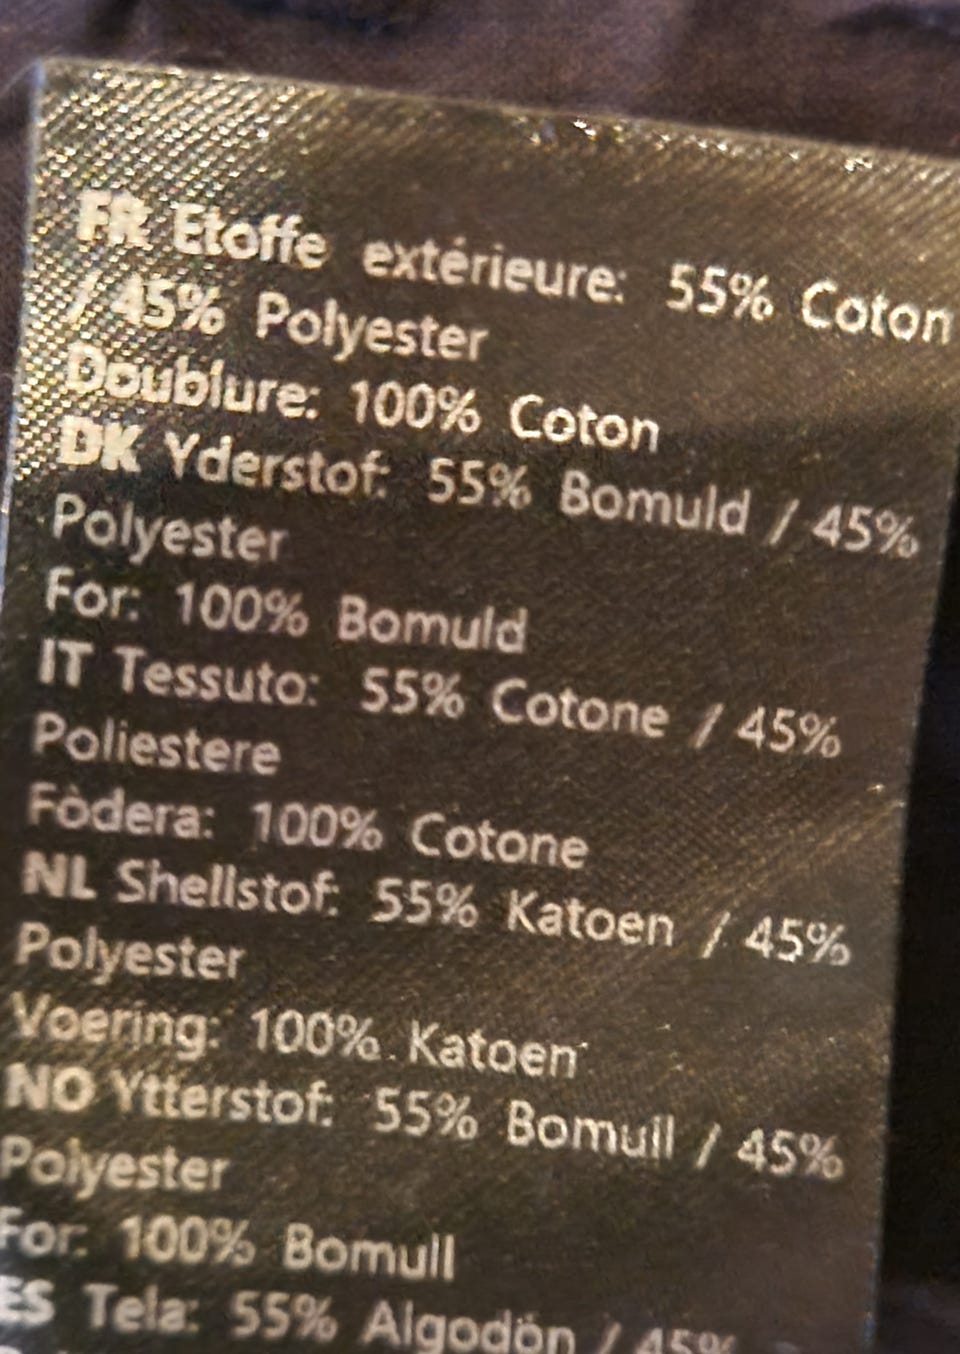 FR Etoffe extérieure: 55% Coton
/ 45% Polyester
Doublure: 100% Coton
DK Yderstof: 55% Bomuld / 45%
Polyester
For: 100% Bomuld
IT Tessuto: 55% Cotone / 45%
Poliestere
Fòdera: 100% Cotone
NL Shellstof: 55% Katoen / 45%
Polyester
Voering: 100% Katoen
NO Ytterstof: 55% Bomull / 45%
Polyester
For: 100% Bomull
ES Tela: 55% Algodön / 45%